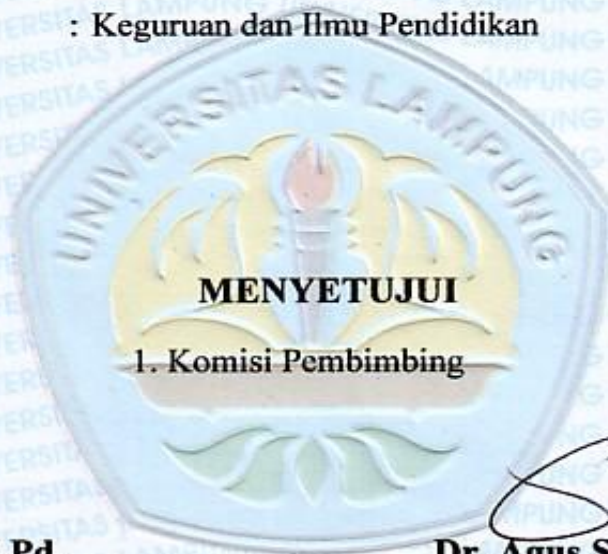 : Keguruan dan Ilmu Pendidikan
UNIVERSITAS LAMPUNG
MENYETUJUI
1. Komisi Pembimbing
Pd
Dr. Agus S